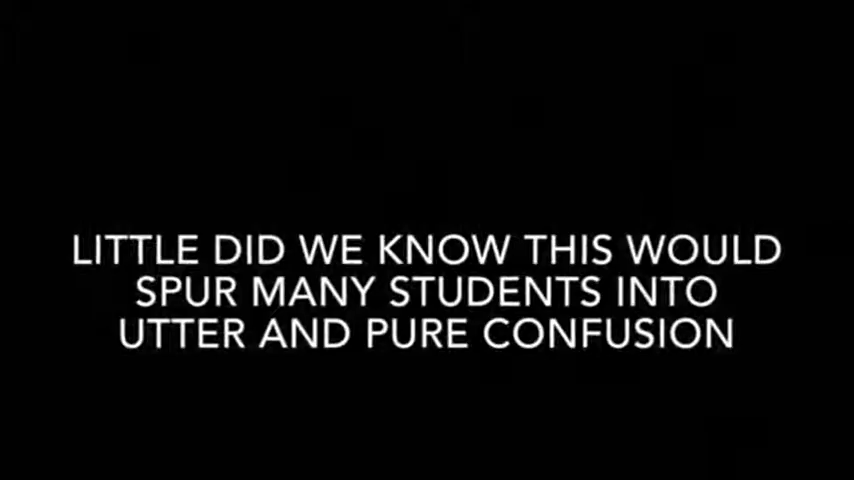 LITTLE DID WE KNOW THIS WOULD
SPUR MANY STUDENTS INTO
UTTER AND PURE CONFUSION